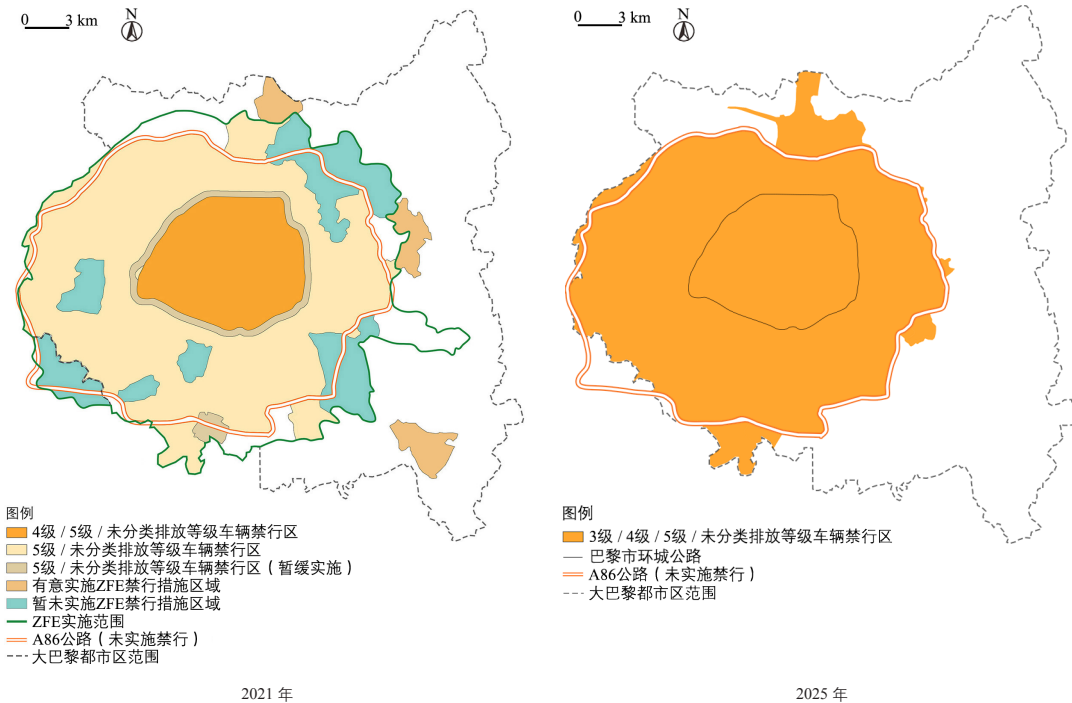 0 3 km
N
图例
4级 / 5级 / 未分类排放等级车辆禁行区
5级 / 未分类排放等级车辆禁行区
5级 / 未分类排放等级车辆禁行区（暂缓实施）
有意实施ZFE禁行措施区域
暂未实施ZFE禁行措施区域
ZFE实施范围
A86公路（未实施禁行）
大巴黎都市区范围
2021 年
0 3 km
N
图例
3级 / 4级 / 5级 / 未分类排放等级车辆禁行区
巴黎市环城公路
A86公路（未实施禁行）
大巴黎都市区范围
2025 年